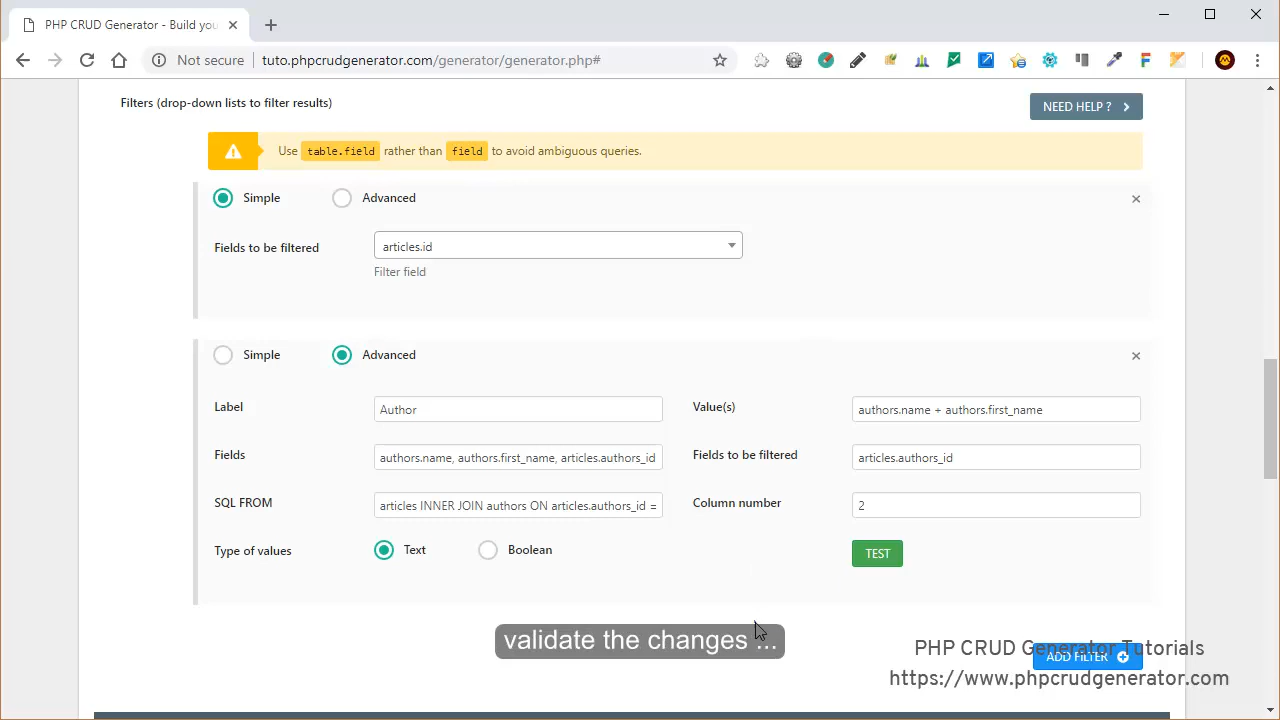 PHP CRUD Generator - Build you
Not secure
tuto.phpcrudgenerator.com/generator/generator.php#
Filters (drop-down lists to filter results)
NEED HELP ?
Use table.field rather than field to avoid ambiguous queries.
Simple
Advanced
Fields to be filtered
articles.id
Filter field
Simple
Advanced
Label
Author
Value(s)
authors.name + authors.first_name
Fields
authors.name, authors.first_name, articles.authors_id
Fields to be filtered
articles.authors_id
SQL FROM
articles INNER JOIN authors ON articles.authors_id =
Column number
2
Type of values
Text
Boolean
TEST
validate the changes ...
ADD FILTER
PHP CRUD Generator Tutorials
https://www.phpcrudgenerator.com